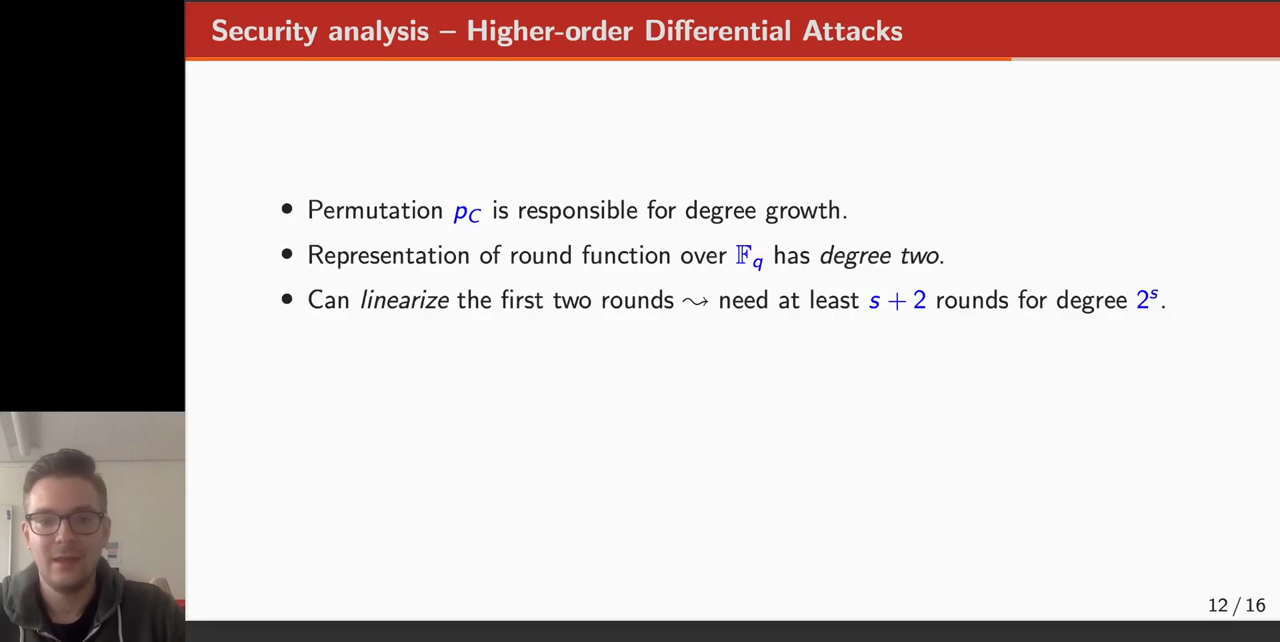 Security analysis – Higher-order Differential Attacks
• Permutation p_C is responsible for degree growth.
• Representation of round function over 𝔽_q has degree two.
• Can linearize the first two rounds ⇝ need at least s + 2 rounds for degree 2^s.
12 / 16